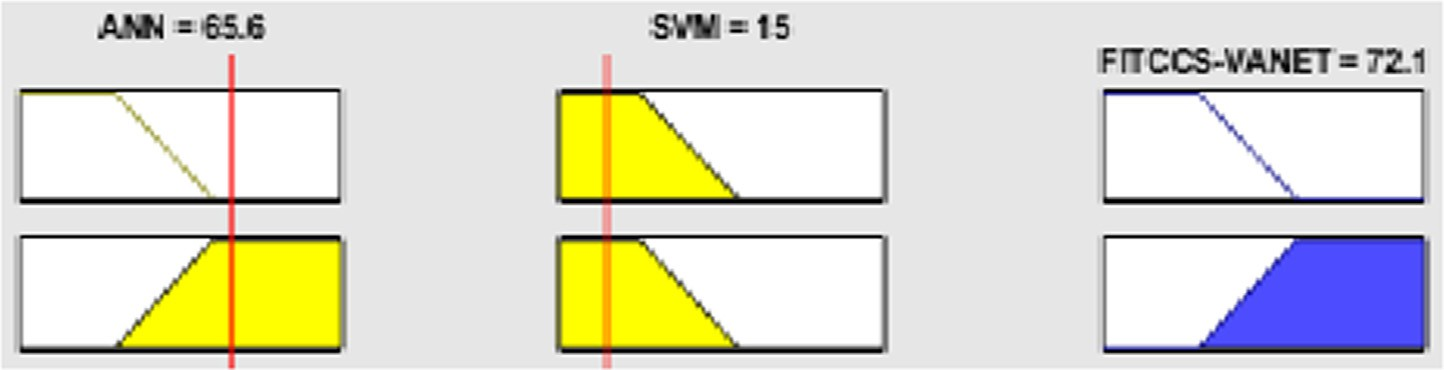 ANN = 65.6
SVM = 15
FITCCS-VANET = 72.1